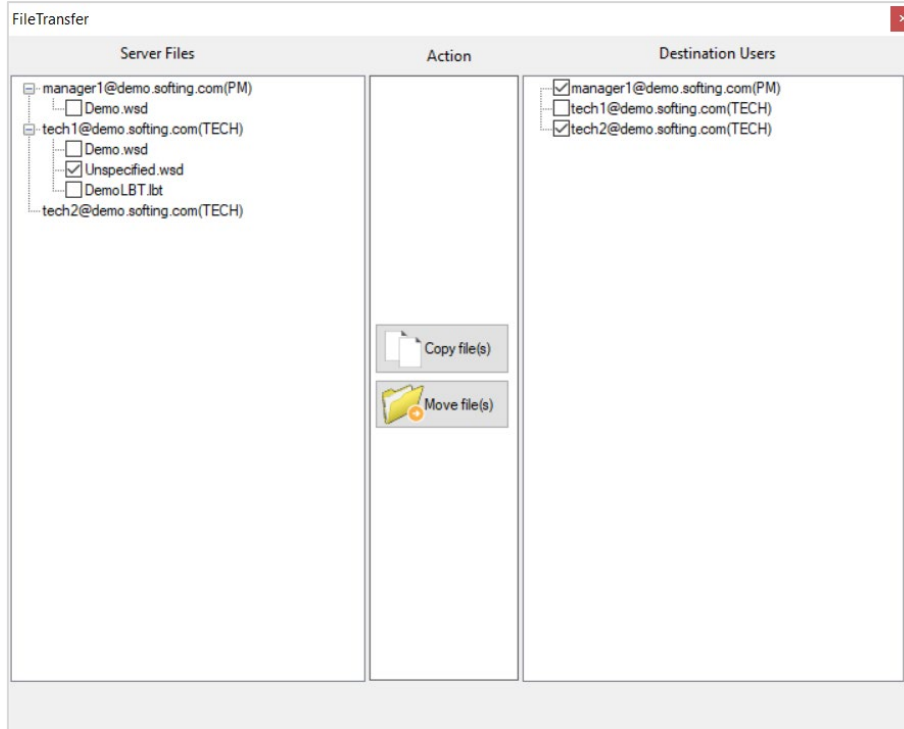 FileTransfer
Server Files
Action
Destination Users
manager1@demo.softing.com(PM)
Demo.wsd
tech1@demo.softing.com(TECH)
Demo.wsd
Unspecified.wsd
DemoLBT.lbt
tech2@demo.softing.com(TECH)
Copy file(s)
Move file(s)
manager1@demo.softing.com(PM)
tech1@demo.softing.com(TECH)
tech2@demo.softing.com(TECH)